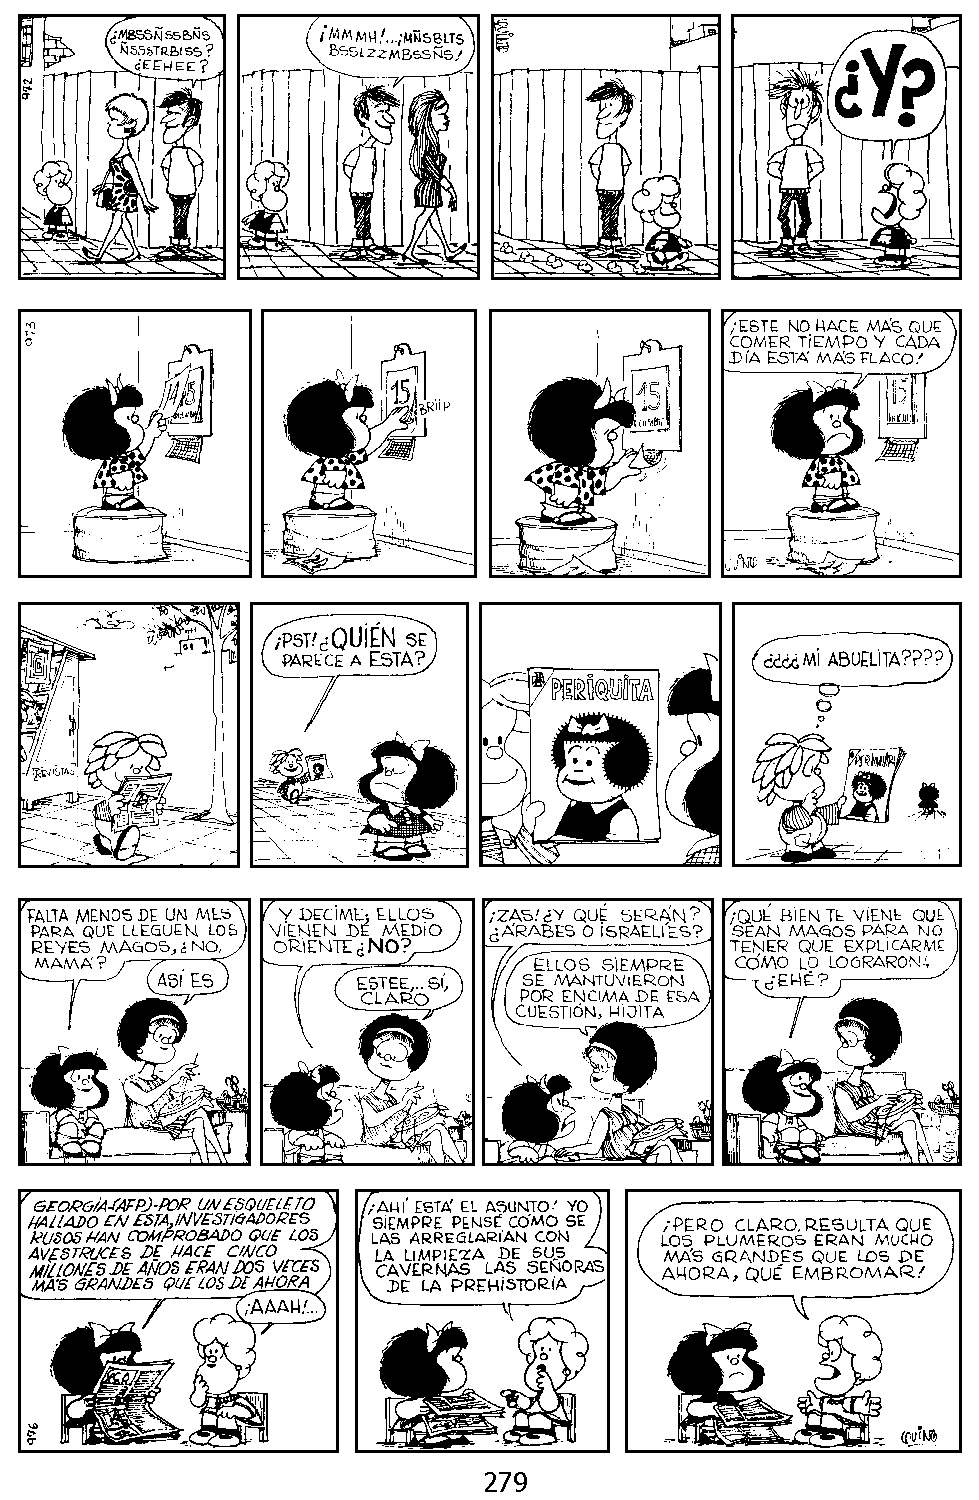 972
¿MBSSÑSSBÑS
ÑSSSTRBISS?
¿EEHEE?
¡MMMH!...¡MÑSBLTS
BSSLZZMBSSÑS!
¿Y?
973
14
15
15
BRIIP
15
¡ESTE NO HACE MÁS QUE
COMER TIEMPO Y CADA
DÍA ESTÁ MÁS FLACO!
15
REVISTAS
¡PST! ¿QUIÉN SE
PARECE A ESTA?
PERIQUITA
¿¿¿¿MI ABUELITA????
FALTA MENOS DE UN MES
PARA QUE LLEGUEN LOS
REYES MAGOS, ¿NO,
MAMÁ?
ASÍ ES
Y DECIME; ELLOS
VIENEN DE MEDIO
ORIENTE ¿NO?
ESTEE... SÍ,
CLARO
¡ZAS! ¿Y QUÉ SERÁN?
¿ÁRABES O ISRAELÍES?
ELLOS SIEMPRE
SE MANTUVIERON
POR ENCIMA DE ESA
CUESTIÓN, HIJITA
¡QUÉ BIEN TE VIENE QUE
SEAN MAGOS PARA NO
TENER QUE EXPLICARME
CÓMO LO LOGRARON!,
¿EHÉ?
GEORGIA-(AFP)-POR UN ESQUELETO
HALLADO EN ESTA, INVESTIGADORES
RUSOS HAN COMPROBADO QUE LOS
AVESTRUCES DE HACE CINCO
MILLONES DE AÑOS ERAN DOS VECES
MÁS GRANDES QUE LOS DE AHORA
¡AAAH!...
976
¡AHÍ ESTÁ EL ASUNTO! YO
SIEMPRE PENSÉ CÓMO SE
LAS ARREGLARÍAN CON
LA LIMPIEZA DE SUS
CAVERNAS LAS SEÑORAS
DE LA PREHISTORIA
¡PERO CLARO, RESULTA QUE
LOS PLUMEROS ERAN MUCHO
MÁS GRANDES QUE LOS DE
AHORA, QUÉ EMBROMAR!
QUINO
279